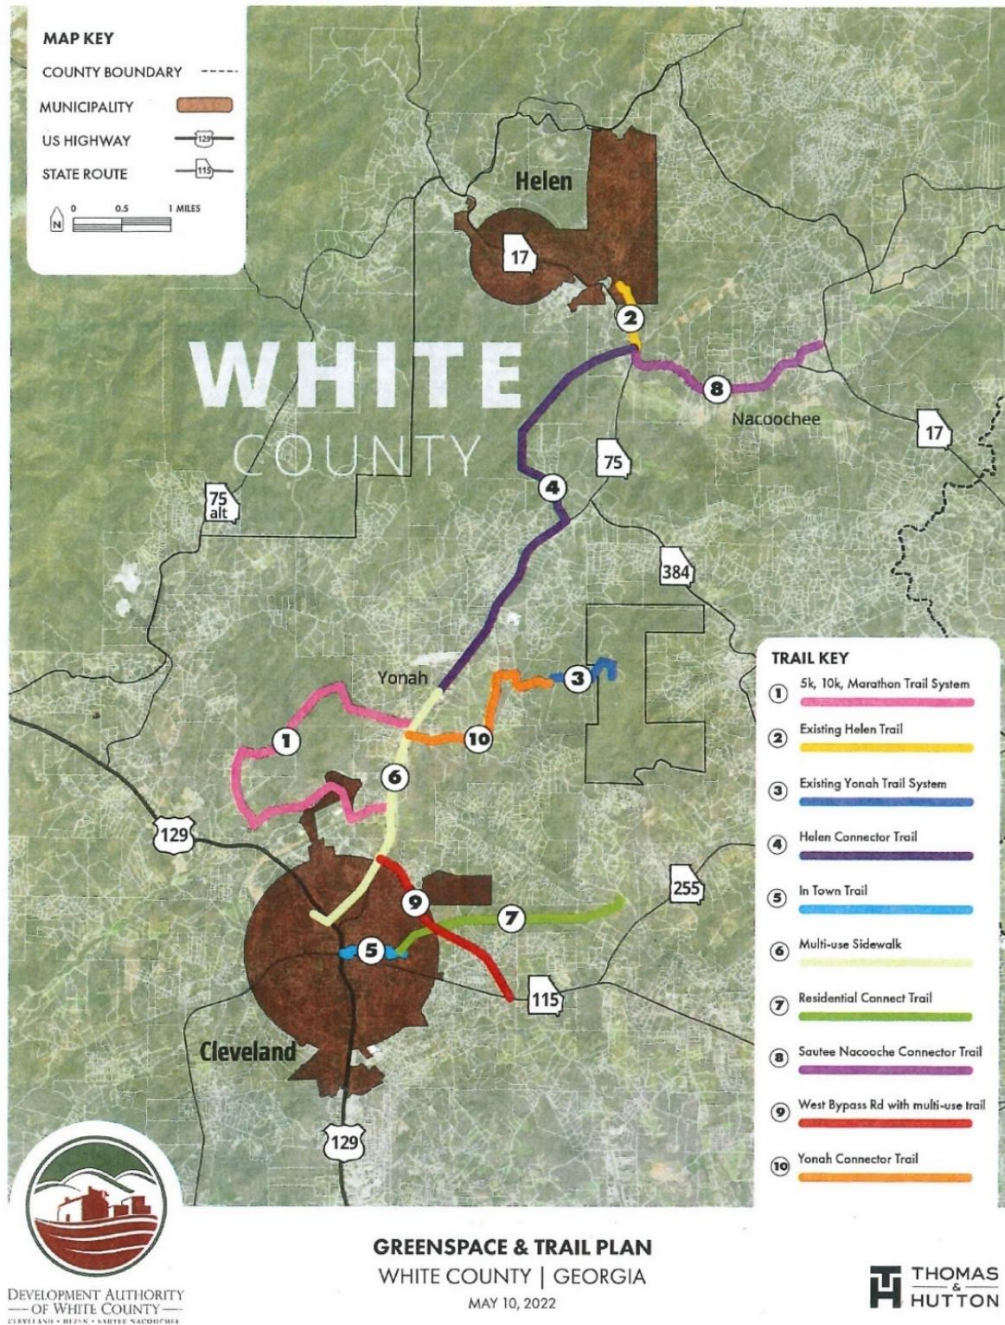 MAP KEY
COUNTY BOUNDARY
MUNICIPALITY
US HIGHWAY
129
STATE ROUTE
115
N
0 0.5 1 MILES
Helen
17
2
WHITE
COUNTY
8
Nacoochee
17
75
75
alt
4
384
Yonah
3
1
10
6
129
255
9
7
5
115
Cleveland
129
TRAIL KEY
1 5k, 10k, Marathon Trail System
2 Existing Helen Trail
3 Existing Yonah Trail System
4 Helen Connector Trail
5 In Town Trail
6 Multi-use Sidewalk
7 Residential Connect Trail
8 Sautee Nacooche Connector Trail
9 West Bypass Rd with multi-use trail
10 Yonah Connector Trail
DEVELOPMENT AUTHORITY
OF WHITE COUNTY
CLEVELAND • HELEN • SAUTEE NACOOCHEE
GREENSPACE & TRAIL PLAN
WHITE COUNTY | GEORGIA
MAY 10, 2022
TH
THOMAS
&
HUTTON